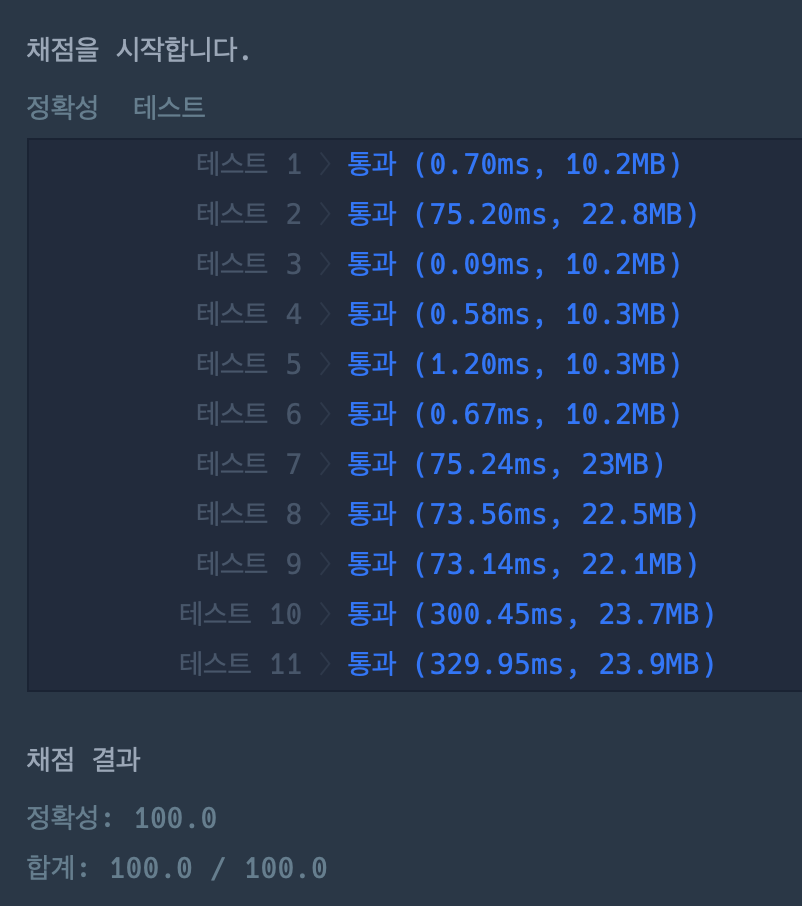 채점을 시작합니다.
정확성 테스트
테스트 1 〉 통과 (0.70ms, 10.2MB)
테스트 2 〉 통과 (75.20ms, 22.8MB)
테스트 3 〉 통과 (0.09ms, 10.2MB)
테스트 4 〉 통과 (0.58ms, 10.3MB)
테스트 5 〉 통과 (1.20ms, 10.3MB)
테스트 6 〉 통과 (0.67ms, 10.2MB)
테스트 7 〉 통과 (75.24ms, 23MB)
테스트 8 〉 통과 (73.56ms, 22.5MB)
테스트 9 〉 통과 (73.14ms, 22.1MB)
테스트 10 〉 통과 (300.45ms, 23.7MB)
테스트 11 〉 통과 (329.95ms, 23.9MB)
채점 결과
정확성: 100.0
합계: 100.0 / 100.0